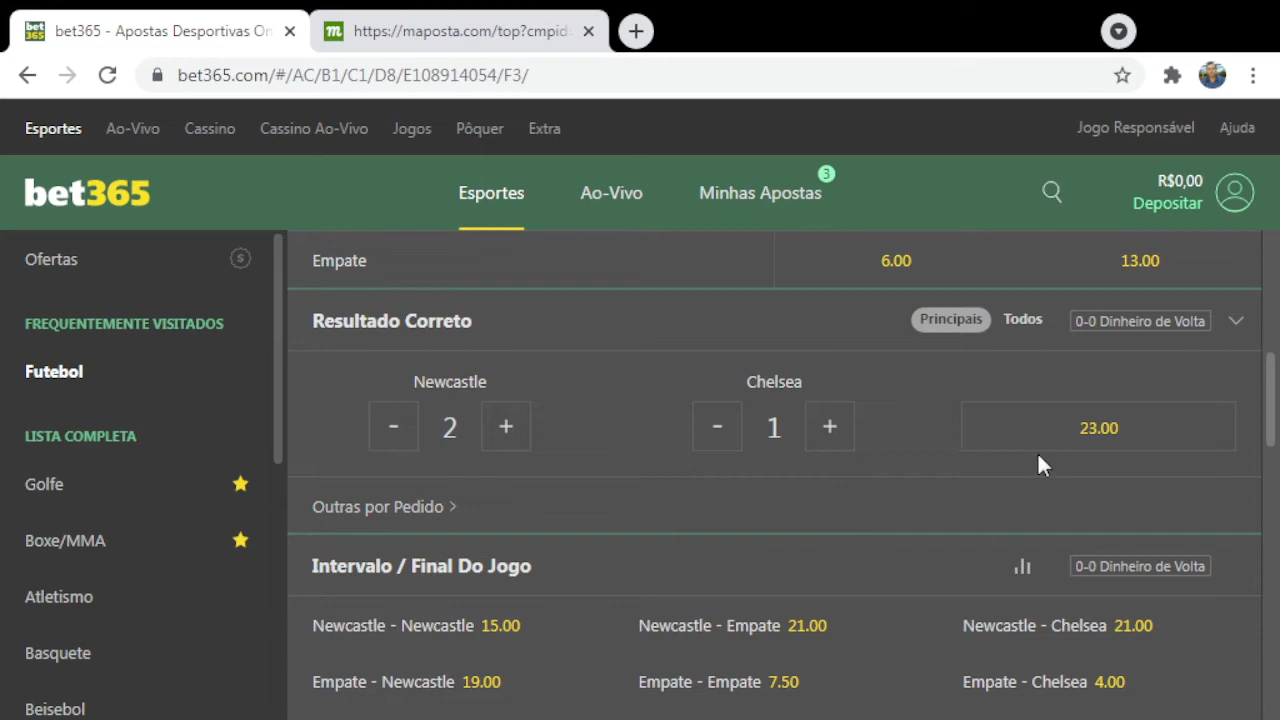 bet365 - Apostas Desportivas On
https://maposta.com/top?cmpid=
bet365.com/#/AC/B1/C1/D8/E108914054/F3/
Esportes Ao-Vivo Cassino Cassino Ao-Vivo Jogos Pôquer Extra Jogo Responsável Ajuda
bet365 Esportes Ao-Vivo Minhas Apostas 3 R$0,00
Depositar
Ofertas
FREQUENTEMENTE VISITADOS
Futebol
LISTA COMPLETA
Golfe
Boxe/MMA
Atletismo
Basquete
Beisebol
Empate 6.00 13.00
Resultado Correto Principais Todos 0-0 Dinheiro de Volta
Newcastle Chelsea
- 2 + - 1 + 23.00
Outras por Pedido >
Intervalo / Final Do Jogo 0-0 Dinheiro de Volta
Newcastle - Newcastle 15.00 Newcastle - Empate 21.00 Newcastle - Chelsea 21.00
Empate - Newcastle 19.00 Empate - Empate 7.50 Empate - Chelsea 4.00